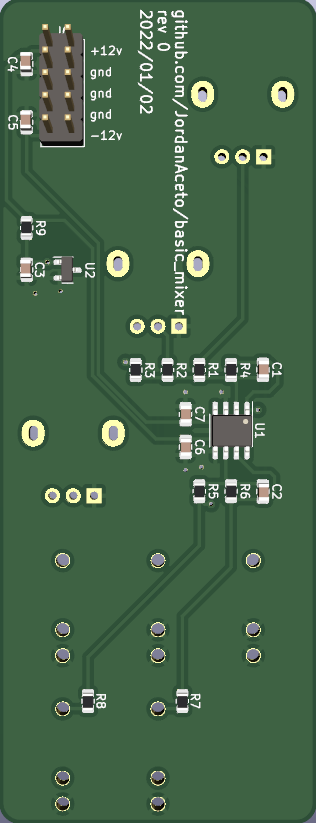 github.com/JordanAceto/basic_mixer
rev 0
2022/01/02
+12v
gnd
gnd
gnd
-12v
C4
C5
R9
C3
U2
R3
R2
R1
R4
C1
C7
U1
C6
R5
R6
C2
R8
R7